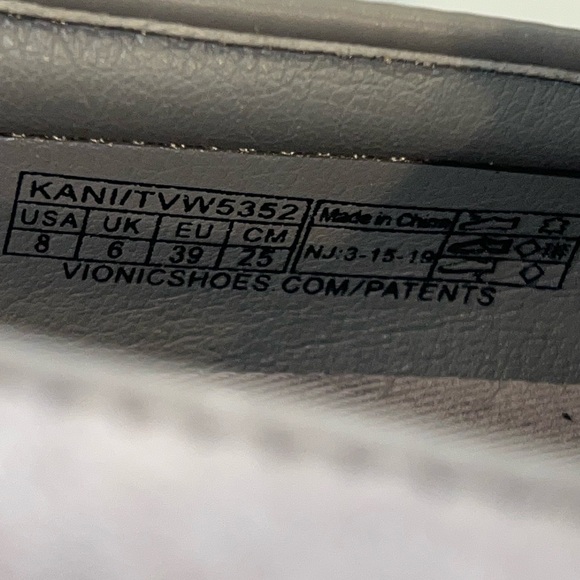 KANI/TVW5352
USA UK EU CM
8 6 39 25
Made in China
NJ:3-15-19
VIONICSHOES.COM/PATENTS